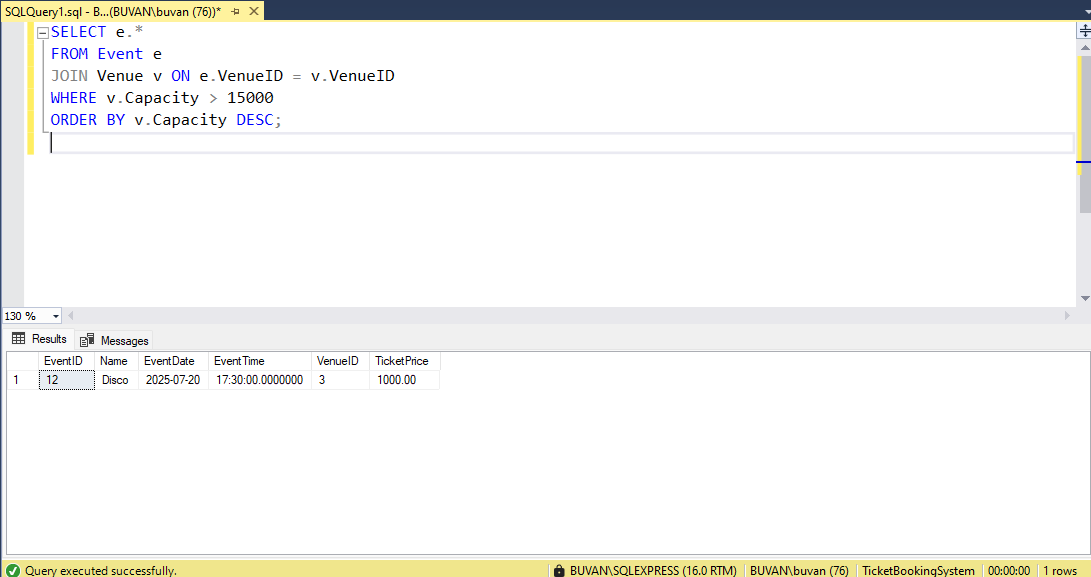 SQLQuery1.sql - B...(BUVAN\buvan (76))*
SELECT e.*
FROM Event e
JOIN Venue v ON e.VenueID = v.VenueID
WHERE v.Capacity > 15000
ORDER BY v.Capacity DESC;
130 %
Results Messages
EventID Name EventDate EventTime VenueID TicketPrice
1 12 Disco 2025-07-20 17:30:00.0000000 3 1000.00
Query executed successfully. BUVAN\SQLEXPRESS (16.0 RTM) BUVAN\buvan (76) TicketBookingSystem 00:00:00 1 rows